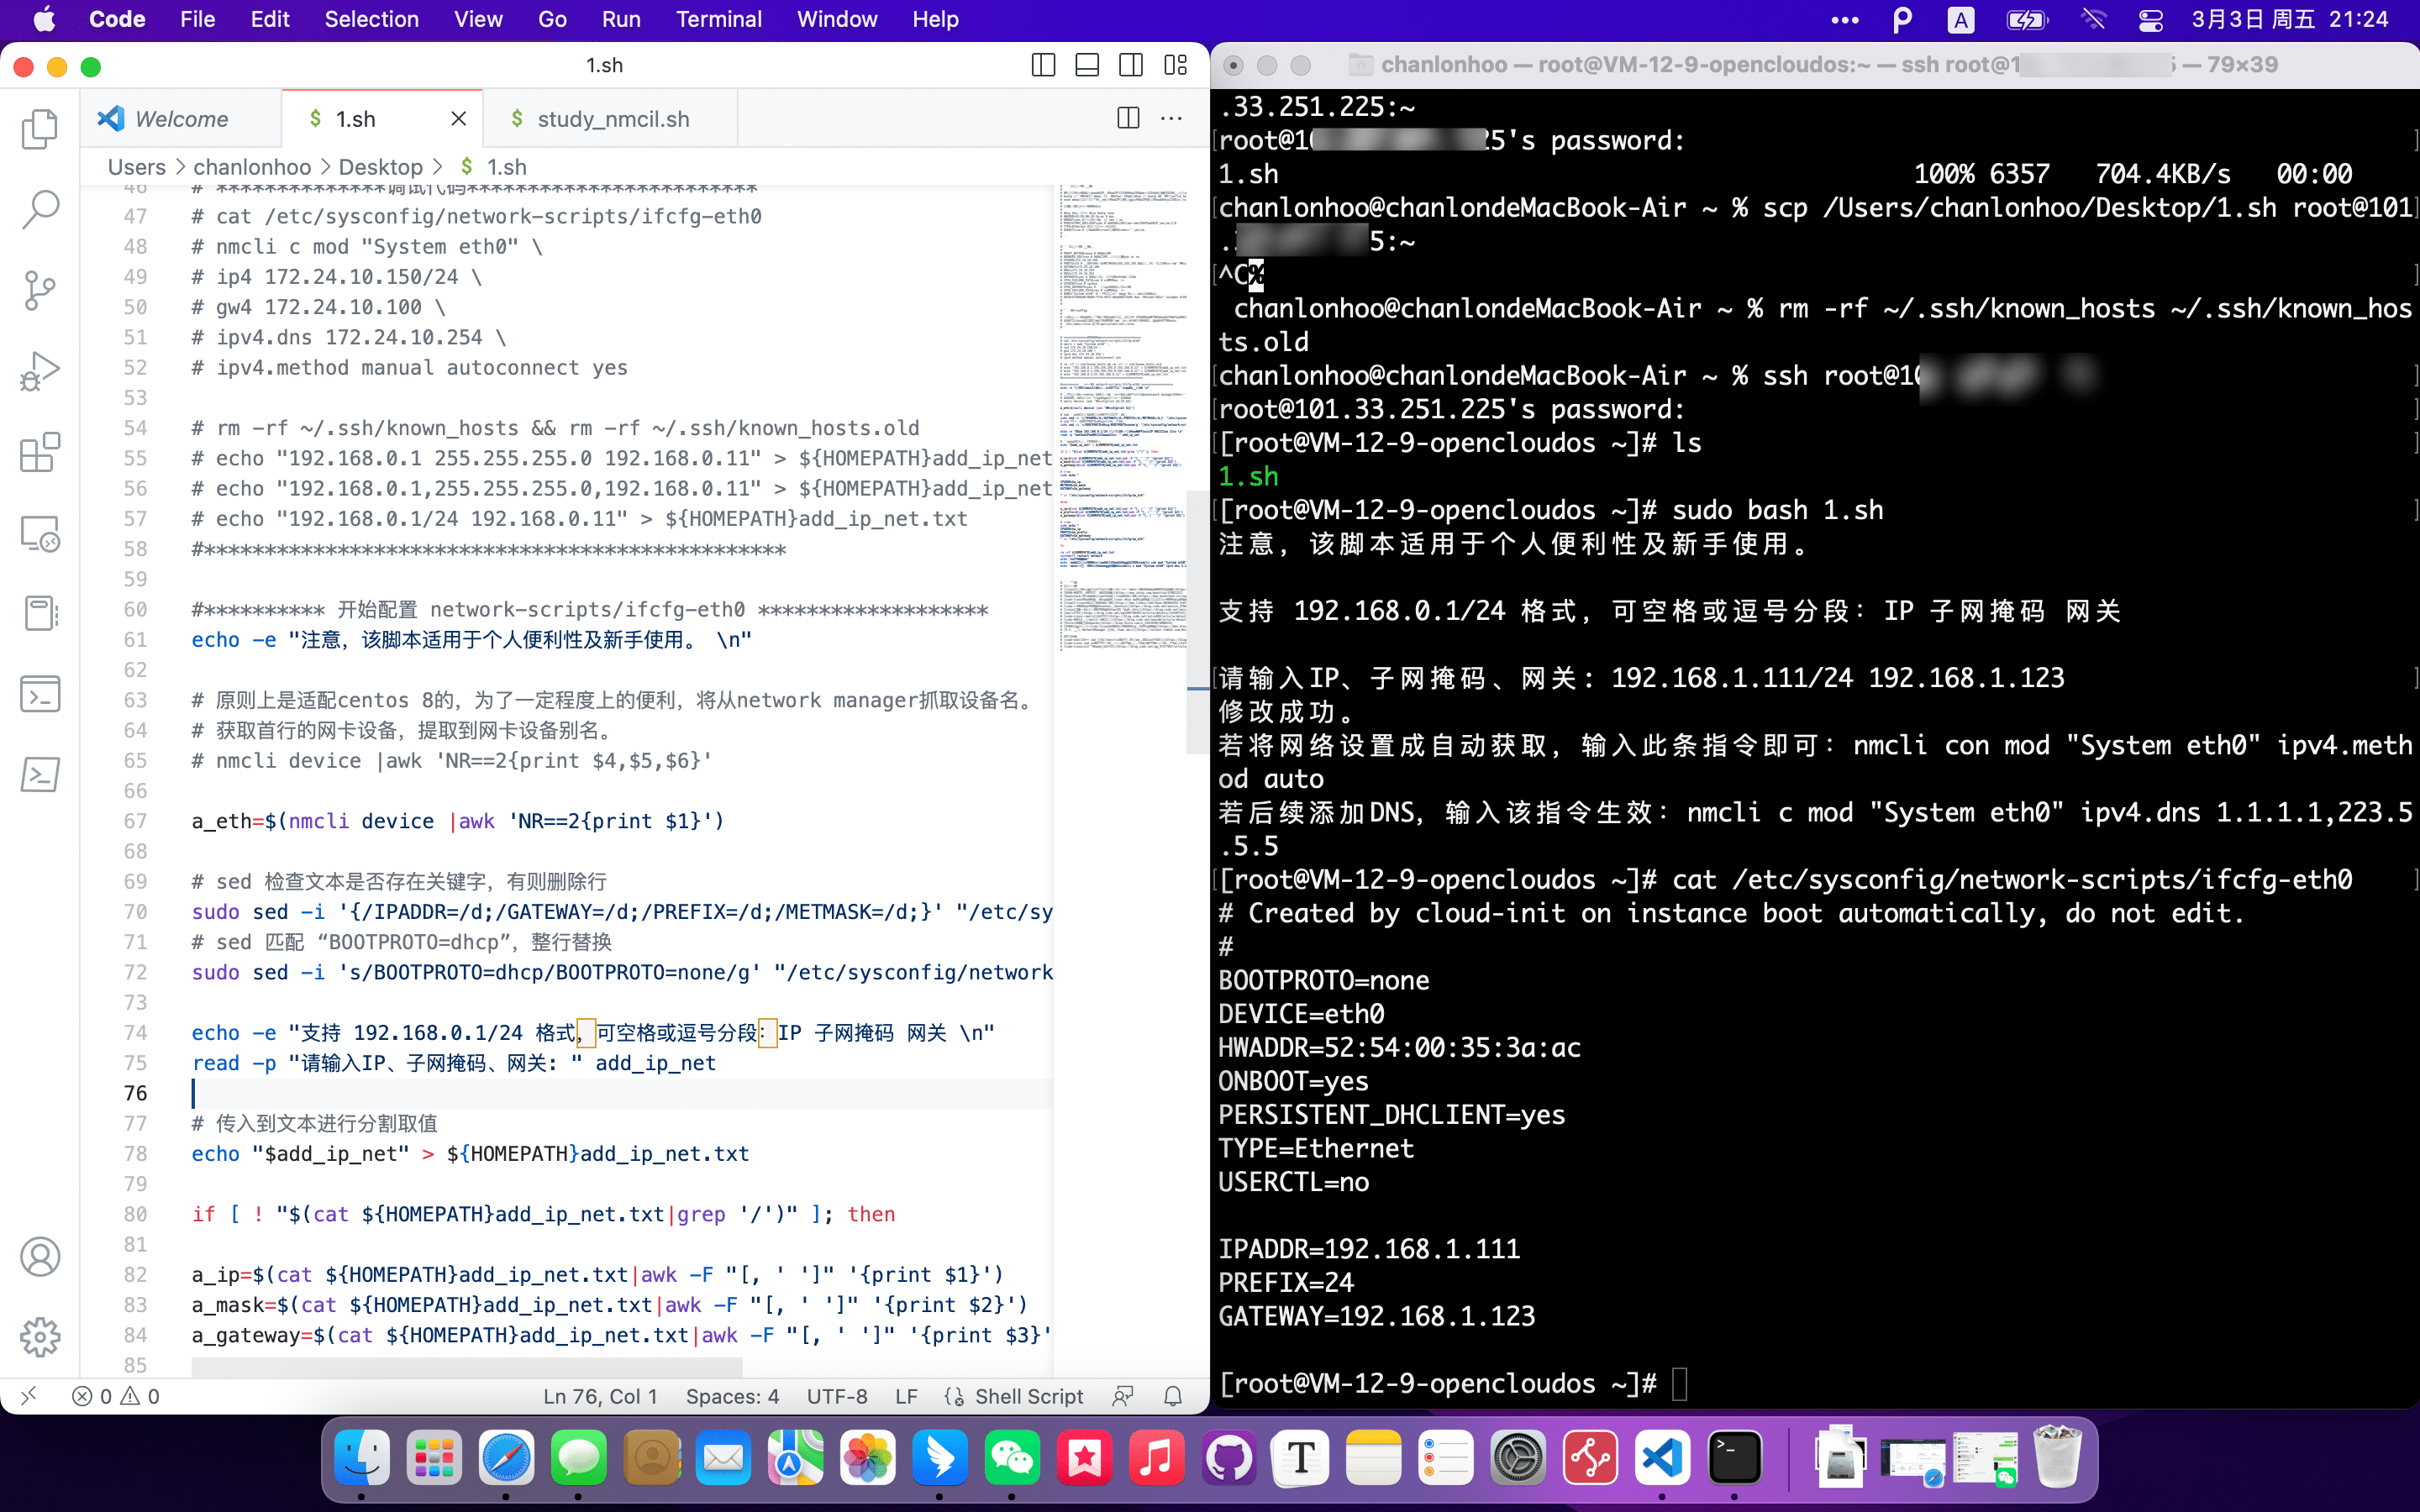 Code File Edit Selection View Go Run Terminal Window Help
A 3月3日 周五 21:24
1.sh
Welcome
$ 1.sh
$ study_nmcil.sh
Users > chanlonhoo > Desktop > $ 1.sh
46 # **************调试代码************************
47 # cat /etc/sysconfig/network-scripts/ifcfg-eth0
48 # nmcli c mod "System eth0" \
49 # ip4 172.24.10.150/24 \
50 # gw4 172.24.10.100 \
51 # ipv4.dns 172.24.10.254 \
52 # ipv4.method manual autoconnect yes
53
54 # rm -rf ~/.ssh/known_hosts && rm -rf ~/.ssh/known_hosts.old
55 # echo "192.168.0.1 255.255.255.0 192.168.0.11" > ${HOMEPATH}add_ip_net
56 # echo "192.168.0.1,255.255.255.0,192.168.0.11" > ${HOMEPATH}add_ip_net
57 # echo "192.168.0.1/24 192.168.0.11" > ${HOMEPATH}add_ip_net.txt
58 #************************************************
59
60 #********** 开始配置 network-scripts/ifcfg-eth0 *******************
61 echo -e "注意，该脚本适用于个人便利性及新手使用。 \n"
62
63 # 原则上是适配centos 8的，为了一定程度上的便利，将从network manager抓取设备名。
64 # 获取首行的网卡设备，提取到网卡设备别名。
65 # nmcli device |awk 'NR==2{print $4,$5,$6}'
66
67 a_eth=$(nmcli device |awk 'NR==2{print $1}')
68
69 # sed 检查文本是否存在关键字，有则删除行
70 sudo sed -i '{/IPADDR=/d;/GATEWAY=/d;/PREFIX=/d;/METMASK=/d;}' "/etc/sy
71 # sed 匹配 “BOOTPROTO=dhcp”，整行替换
72 sudo sed -i 's/BOOTPROTO=dhcp/BOOTPROTO=none/g' "/etc/sysconfig/network
73
74 echo -e "支持 192.168.0.1/24 格式，可空格或逗号分段：IP 子网掩码 网关 \n"
75 read -p "请输入IP、子网掩码、网关: " add_ip_net
76
77 # 传入到文本进行分割取值
78 echo "$add_ip_net" > ${HOMEPATH}add_ip_net.txt
79
80 if [ ! "$(cat ${HOMEPATH}add_ip_net.txt|grep '/')" ]; then
81
82 a_ip=$(cat ${HOMEPATH}add_ip_net.txt|awk -F "[, ' ']" '{print $1}')
83 a_mask=$(cat ${HOMEPATH}add_ip_net.txt|awk -F "[, ' ']" '{print $2}')
84 a_gateway=$(cat ${HOMEPATH}add_ip_net.txt|awk -F "[, ' ']" '{print $3}'
85
0 0 Ln 76, Col 1 Spaces: 4 UTF-8 LF Shell Script
chanlonhoo — root@VM-12-9-opencloudos:~ — ssh root@1 5 — 79×39
.33.251.225:~
root@10 5's password:
1.sh 100% 6357 704.4KB/s 00:00
chanlonhoo@chanlondeMacBook-Air ~ % scp /Users/chanlonhoo/Desktop/1.sh root@101
. 5:~
^C%
chanlonhoo@chanlondeMacBook-Air ~ % rm -rf ~/.ssh/known_hosts ~/.ssh/known_hos
ts.old
chanlonhoo@chanlondeMacBook-Air ~ % ssh root@10
root@101.33.251.225's password:
[root@VM-12-9-opencloudos ~]# ls
1.sh
[root@VM-12-9-opencloudos ~]# sudo bash 1.sh
注意，该脚本适用于个人便利性及新手使用。
支持 192.168.0.1/24 格式，可空格或逗号分段：IP 子网掩码 网关
请输入IP、子网掩码、网关: 192.168.1.111/24 192.168.1.123
修改成功。
若将网络设置成自动获取，输入此条指令即可：nmcli con mod "System eth0" ipv4.meth
od auto
若后续添加DNS，输入该指令生效：nmcli c mod "System eth0" ipv4.dns 1.1.1.1,223.5
.5.5
[root@VM-12-9-opencloudos ~]# cat /etc/sysconfig/network-scripts/ifcfg-eth0
# Created by cloud-init on instance boot automatically, do not edit.
#
BOOTPROTO=none
DEVICE=eth0
HWADDR=52:54:00:35:3a:ac
ONBOOT=yes
PERSISTENT_DHCLIENT=yes
TYPE=Ethernet
USERCTL=no
IPADDR=192.168.1.111
PREFIX=24
GATEWAY=192.168.1.123
[root@VM-12-9-opencloudos ~]#